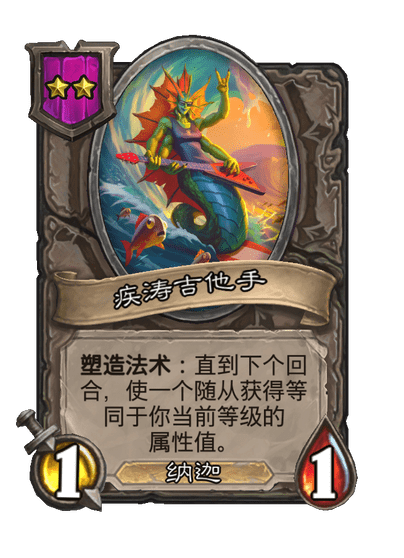 疾涛吉他手
塑造法术：直到下个回
合，使一个随从获得等
同于你当前等级的
属性值。
纳迦
1
1